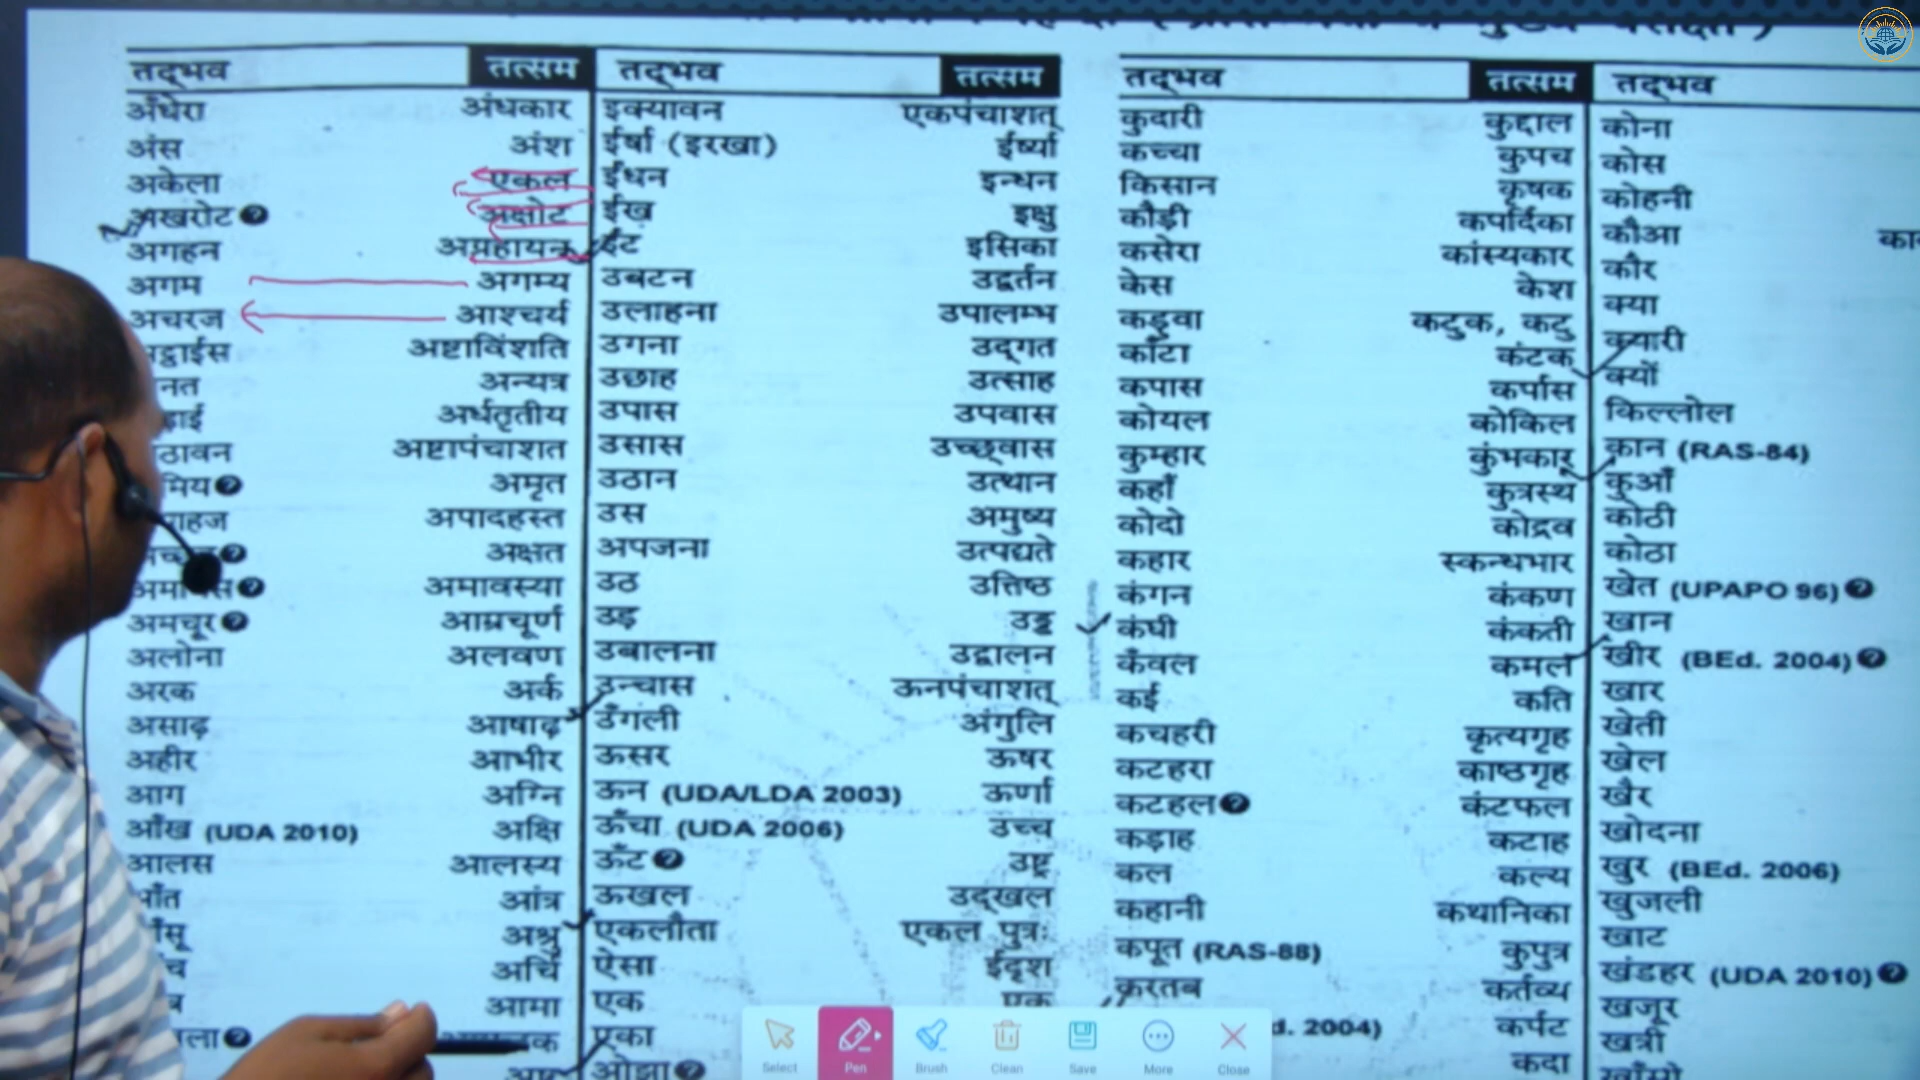 तद्भव तत्सम तद्भव तत्सम तद्भव तत्सम तद्भव
अँधेरा अंधकार इक्यावन एकपंचाशत् कुदारी कुद्दाल कोना
अंस अंश ईर्षा (इरखा) ईर्ष्या कच्चा कुपच कोस
अकेला एकल ईंधन इन्धन किसान कृषक कोहनी
अखरोट अक्षोट ईख इक्षु कौड़ी कपर्दिका कौआ
अगहन अग्रहायन ईंट इसिका कसेरा कांस्यकार कौर
अगम अगम्य उबटन उद्वर्तन केस केश क्या
अचरज आश्चर्य उलाहना उपालम्भ कड़ुवा कटुक, कटु क्यारी
अष्टाविंशति उगना उद्‌गत काँटा कंटक क्यों
अन्यत्र उछाह उत्साह कपास कर्पास किल्लोल
अर्धतृतीय उपास उपवास कोयल कोकिल कान (RAS-84)
अष्टापंचाशत उसास उच्छ्‌वास कुम्हार कुंभकार कुआँ
अमृत उठान उत्थान कहाँ कुत्रस्थ कोठी
अपादहस्त उस अमुष्य कोदो कोद्रव कोठा
अक्षत अपजना उत्पद्यते कहार स्कन्धभार खेत (UPAPO 96)
अमावस्या उठ उत्तिष्ठ कंगन कंकण खान
अमचूर आम्रचूर्ण उड़ कंघी कंकती खीर (BEd. 2004)
अलोना अलवण उबालना उद्वालन कँवल कमल खार
अरक अर्क उन्चास ऊनपंचाशत् कई कति खेती
असाढ़ आषाढ़ उँगली अंगुलि कचहरी कृत्यगृह खेल
अहीर आभीर ऊसर ऊषर कटहरा काष्ठगृह खैर
आग अग्नि ऊन (UDA/LDA 2003) ऊर्णा कटहल कंटफल खोदना
आँख (UDA 2010) अक्षि ऊँचा (UDA 2006) उच्च कड़ाह कटाह खुर (BEd. 2006)
आलस आलस्य ऊँट उष्ट्र कल कल्य खुजली
आंत्र ऊखल उद्‌खल कहानी कथानिका खाट
अश्रु एकलौता एकल पुत्रः कपूत (RAS-88) कुपुत्र खंडहर (UDA 2010)
अर्चि ऐसा ईदृश करतब कर्तव्य खजूर
आमा एक एक 2004) कर्पट खत्री
एका कदा
ओझा
Select Pen Brush Clean Save More Close